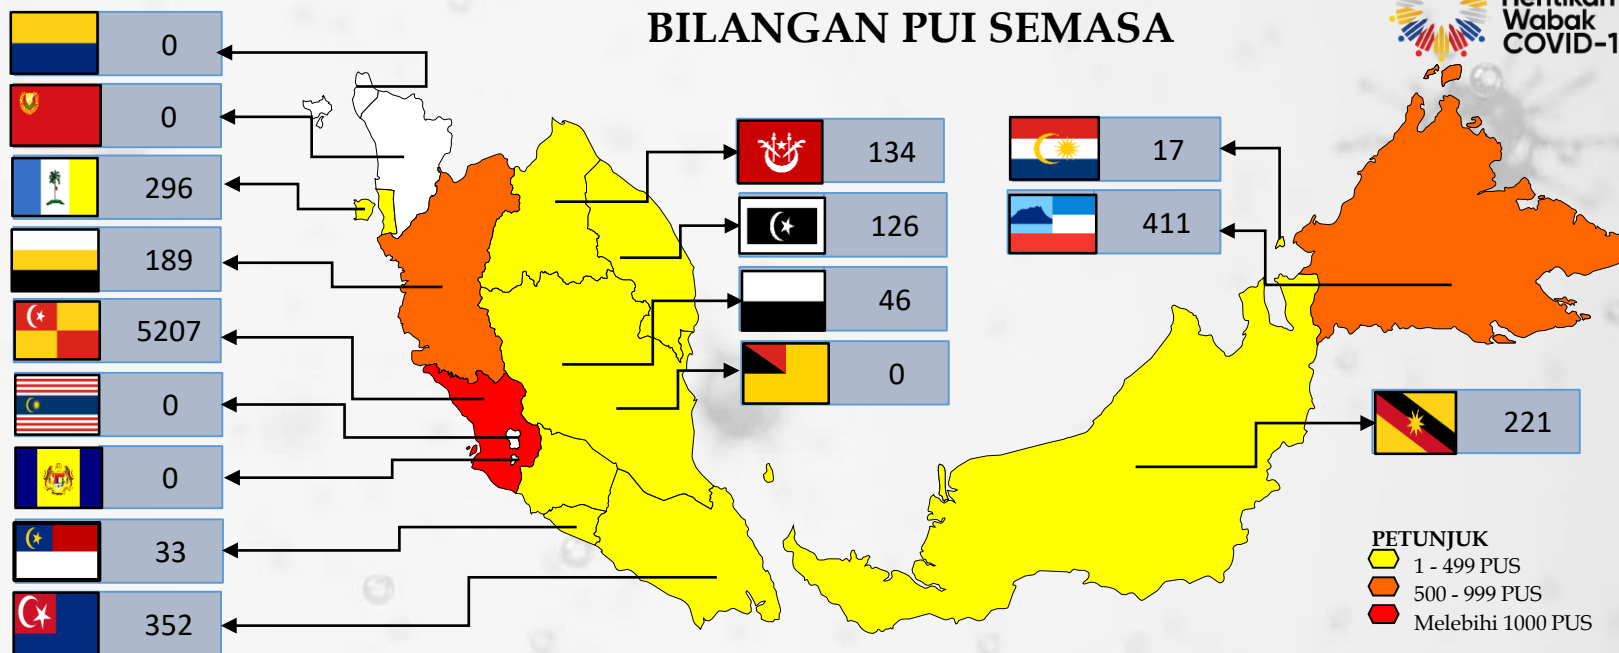 BILANGAN PUI SEMASA
Hentikan
Wabak
COVID-1
0
0
296
189
5207
0
0
33
352
134
126
46
0
17
411
221
PETUNJUK
1 - 499 PUS
500 - 999 PUS
Melebihi 1000 PUS